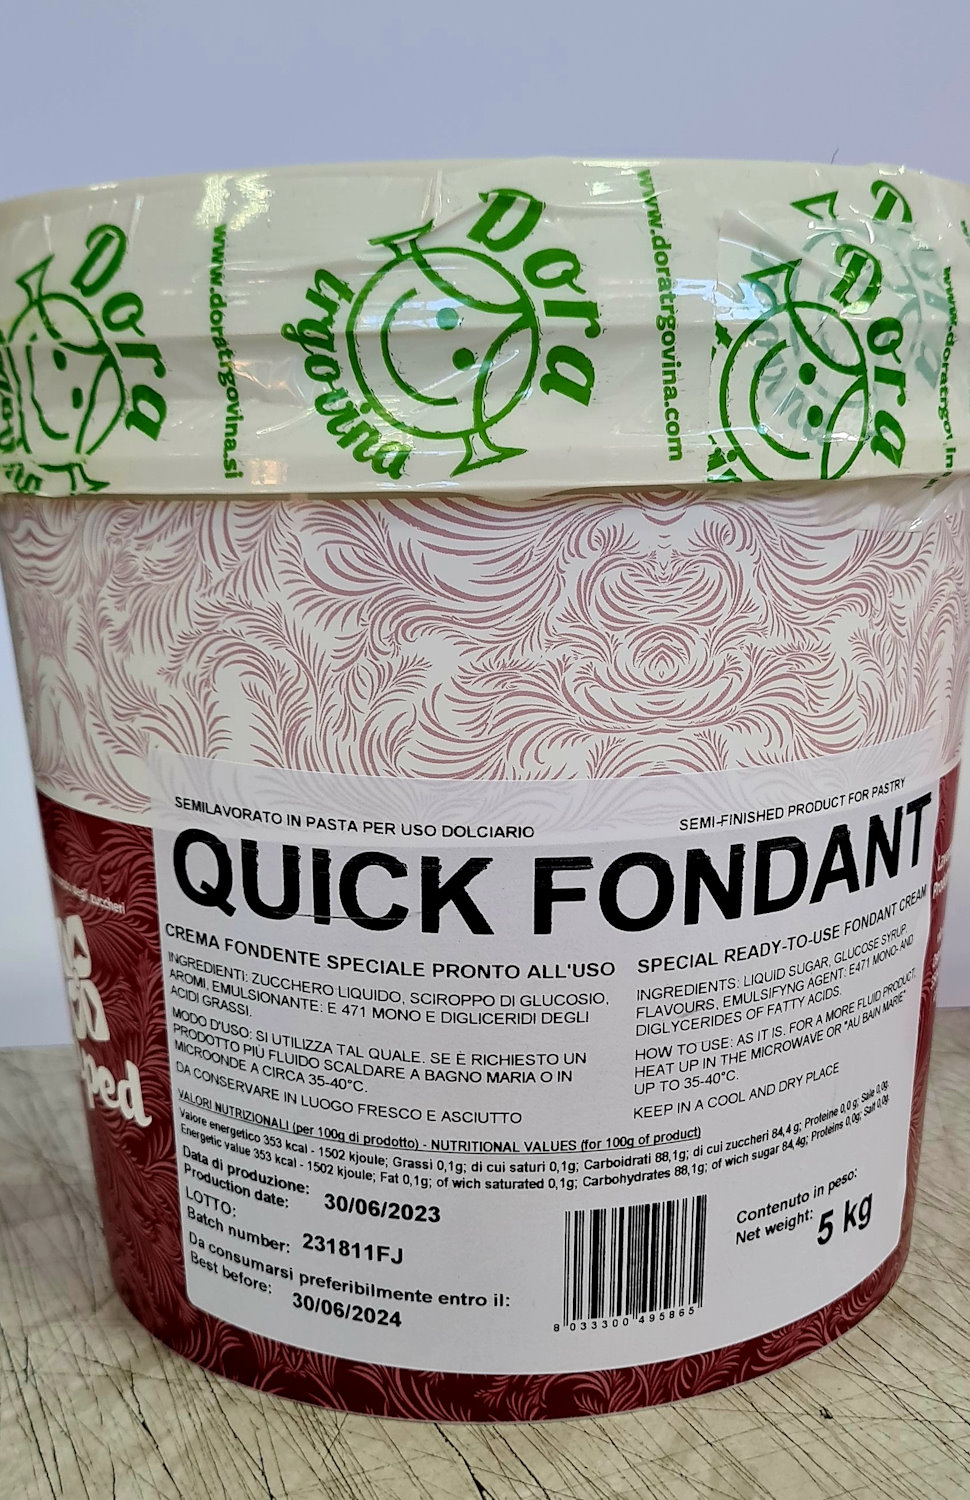 Dora
trgovina
www.doratrgovina.si
Dora
trgovina
www.doratrgovina.com
Dora
SEMILAVORATO IN PASTA PER USO DOLCIARIO
SEMI-FINISHED PRODUCT FOR PASTRY
QUICK FONDANT
CREMA FONDENTE SPECIALE PRONTO ALL'USO
INGREDIENTI: ZUCCHERO LIQUIDO, SCIROPPO DI GLUCOSIO,
AROMI, EMULSIONANTE: E 471 MONO E DIGLICERIDI DEGLI
ACIDI GRASSI.
MODO D'USO: SI UTILIZZA TAL QUALE. SE È RICHIESTO UN
PRODOTTO PIÙ FLUIDO SCALDARE A BAGNO MARIA O IN
MICROONDE A CIRCA 35-40°C.
DA CONSERVARE IN LUOGO FRESCO E ASCIUTTO
SPECIAL READY-TO-USE FONDANT CREAM
INGREDIENTS: LIQUID SUGAR, GLUCOSE SYRUP,
FLAVOURS, EMULSIFYNG AGENT: E471 MONO- AND
DIGLYCERIDES OF FATTY ACIDS.
HOW TO USE: AS IT IS. FOR A MORE FLUID PRODUCT,
HEAT UP IN THE MICROWAVE OR "AU BAIN MARIE"
UP TO 35-40°C.
KEEP IN A COOL AND DRY PLACE
VALORI NUTRIZIONALI (per 100g di prodotto) - NUTRITIONAL VALUES (for 100g of product)
Valore energetico 353 kcal - 1502 kjoule; Grassi 0,1g; di cui saturi 0,1g; Carboidrati 88,1g; di cui zuccheri 84,4 g; Proteine 0,0 g; Sale 0,0g.
Energetic value 353 kcal - 1502 kjoule; Fat 0,1g; of wich saturated 0,1g; Carbohydrates 88,1g; of wich sugar 84,4g; Proteins 0,0g; Salt 0,0g.
Data di produzione:
Production date: 30/06/2023
LOTTO:
Batch number: 231811FJ
Da consumarsi preferibilmente entro il:
Best before: 30/06/2024
8 033300 495865
Contenuto in peso:
Net weight: 5 kg
degli zuccheri